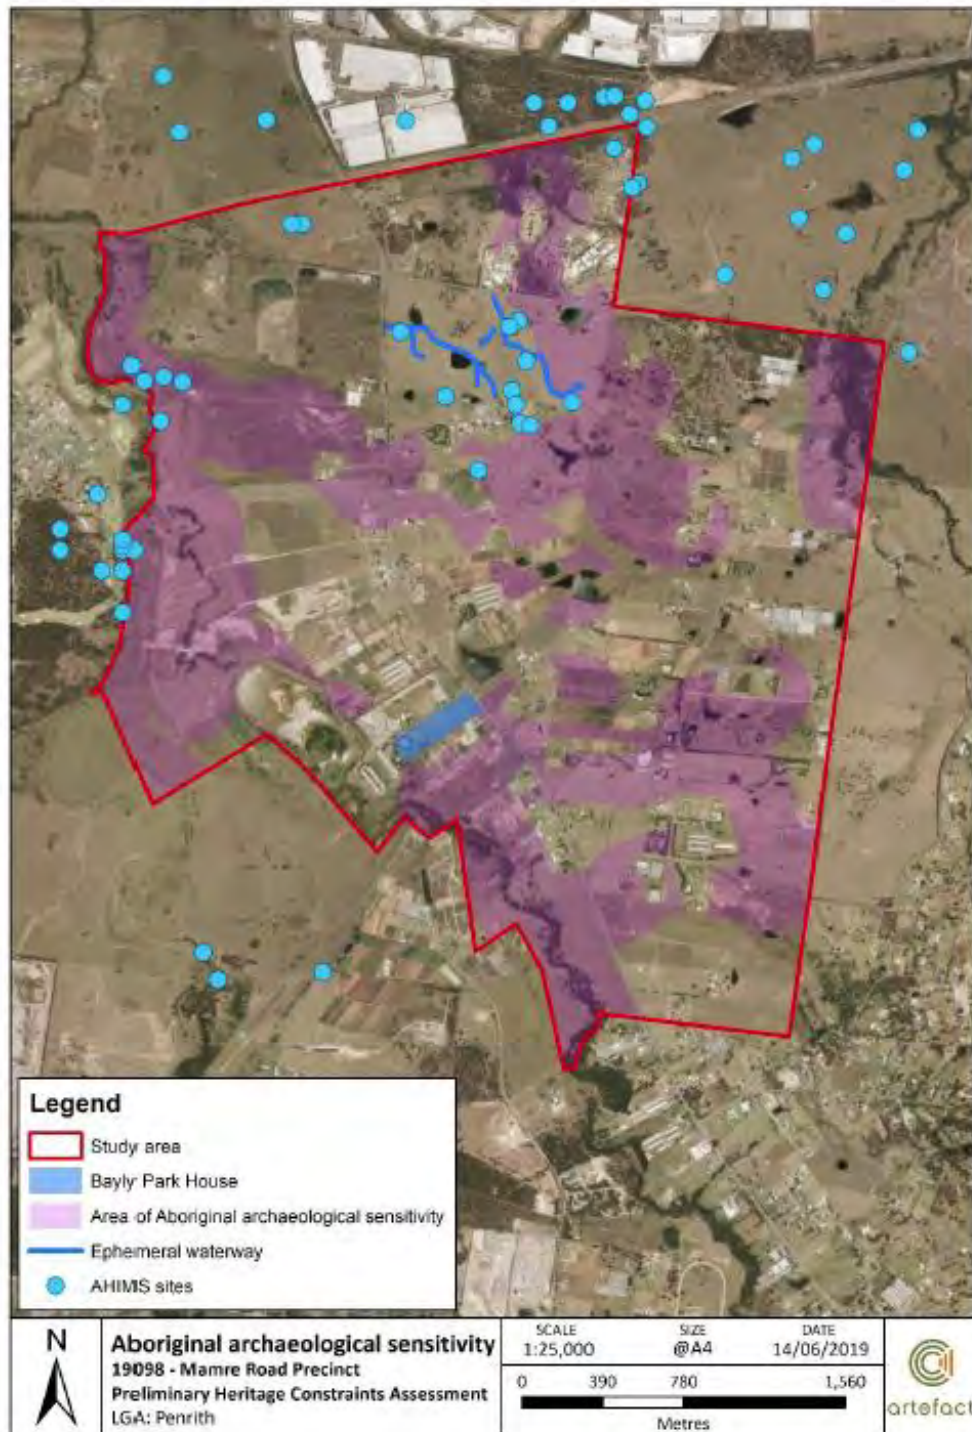 Legend
Study area
Bayly Park House
Area of Aboriginal archaeological sensitivity
Ephemeral waterway
AHIMS sites
N
Aboriginal archaeological sensitivity
19098 - Mamre Road Precinct
Preliminary Heritage Constraints Assessment
LGA: Penrith
SCALE
1:25,000
SIZE
@A4
DATE
14/06/2019
0 390 780 1,560
Metres
artefact